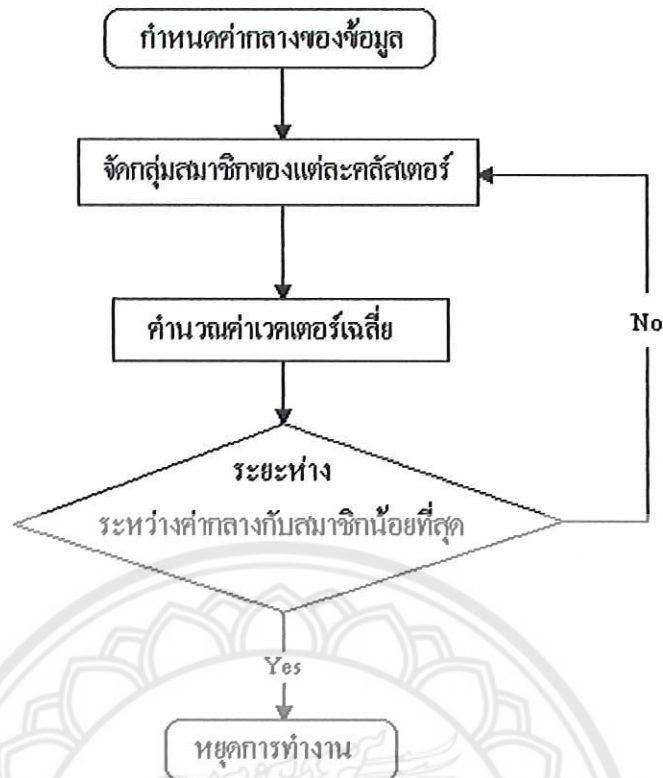 กำหนดค่ากลางของข้อมูล
จัดกลุ่มสมาชิกของแต่ละคลัสเตอร์
คำนวณค่าเวคเตอร์เฉลี่ย
No
ระยะห่าง
ระหว่างค่ากลางกับสมาชิกน้อยที่สุด
Yes
หยุดการทำงาน